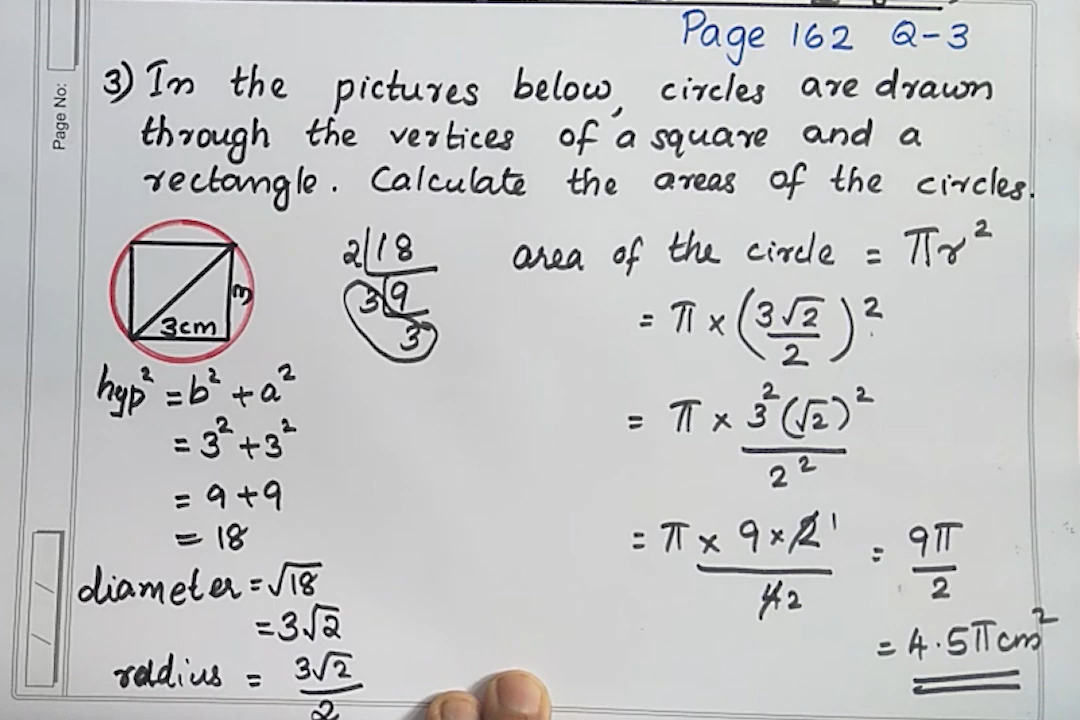 Page 162 Q-3
Page No:
3) In the pictures below, circles are drawn
through the vertices of a square and a
rectangle. Calculate the areas of the circles.
3cm
3
hyp² = b² + a²
= 3² + 3²
= 9 + 9
= 18
diameter = √18
= 3√2
radius = 3√2/2
2|18
3|9
3
area of the circle = πr²
= π × (3√2/2)²
= π × 3²(√2)²/2²
= π × 9 × 2 1/4 2 = 9π/2
= 4.5π cm²